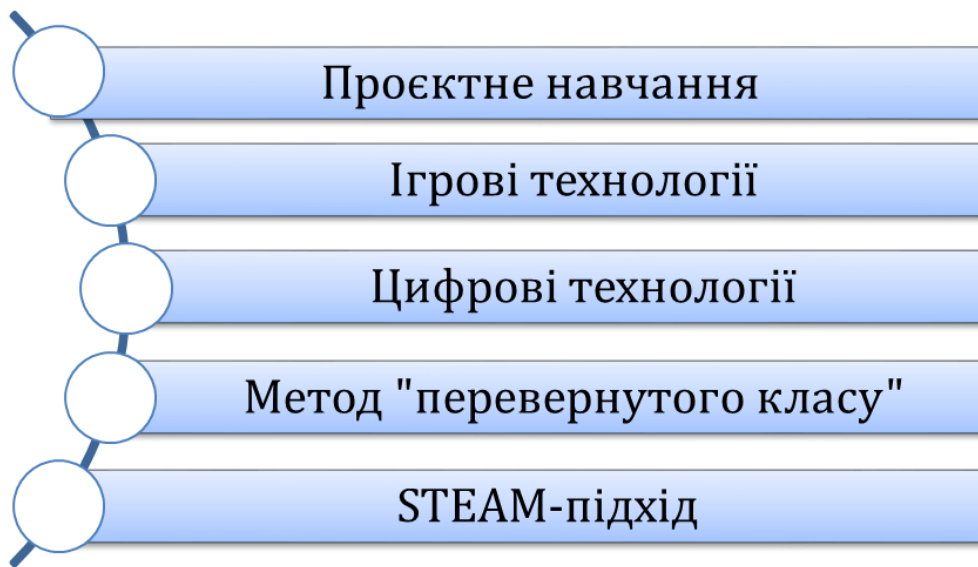 Проєктне навчання
Ігрові технології
Цифрові технології
Метод "перевернутого класу"
STEAM-підхід